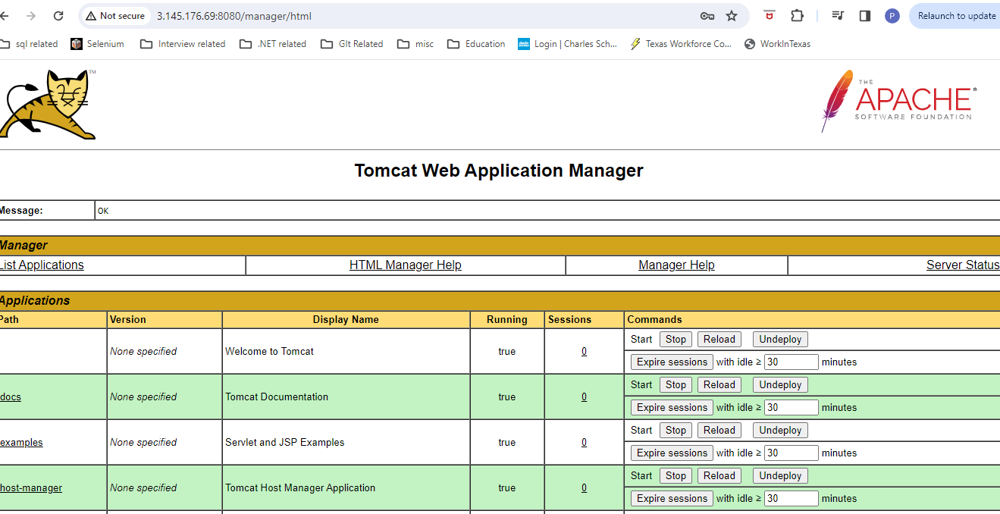 Not secure 3.145.176.69:8080/manager/html P Relaunch to update
sql related Selenium Interview related .NET related GIt Related misc Education Login | Charles Sch... Texas Workforce Co... WorkInTexas
TM
THE
APACHE®
SOFTWARE FOUNDATION
Tomcat Web Application Manager
Message: OK
Manager
List Applications HTML Manager Help Manager Help Server Status
Applications
Path Version Display Name Running Sessions Commands
None specified Welcome to Tomcat true 0 Start Stop Reload Undeploy
Expire sessions with idle ≥ 30 minutes
docs None specified Tomcat Documentation true 0 Start Stop Reload Undeploy
Expire sessions with idle ≥ 30 minutes
examples None specified Servlet and JSP Examples true 0 Start Stop Reload Undeploy
Expire sessions with idle ≥ 30 minutes
host-manager None specified Tomcat Host Manager Application true 0 Start Stop Reload Undeploy
Expire sessions with idle ≥ 30 minutes